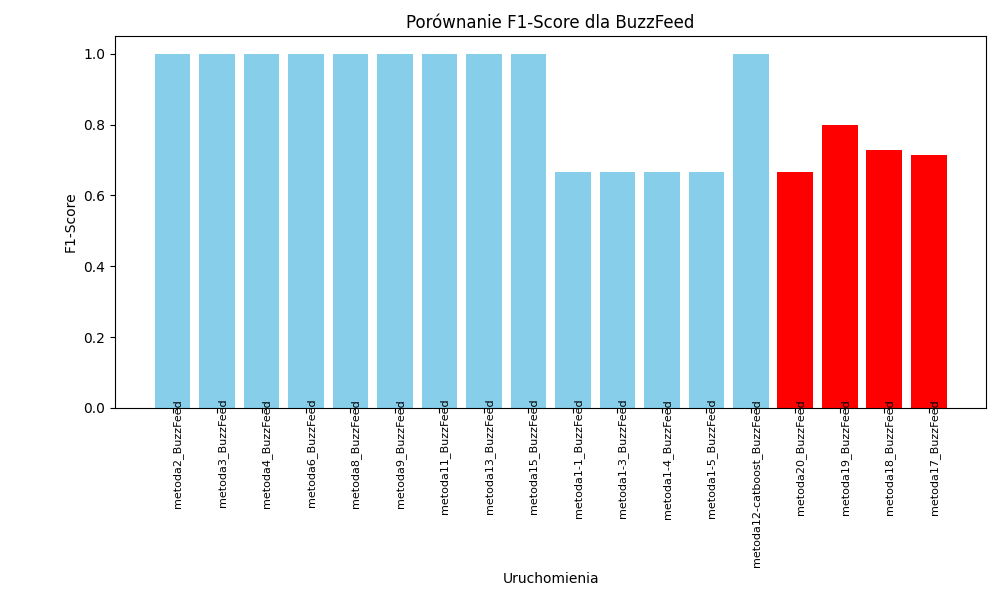 Porównanie F1-Score dla BuzzFeed
F1-Score
1.0
0.8
0.6
0.4
0.2
0.0
metoda2_BuzzFeed
metoda3_BuzzFeed
metoda4_BuzzFeed
metoda6_BuzzFeed
metoda8_BuzzFeed
metoda9_BuzzFeed
metoda11_BuzzFeed
metoda13_BuzzFeed
metoda15_BuzzFeed
metoda1-1_BuzzFeed
metoda1-3_BuzzFeed
metoda1-4_BuzzFeed
metoda1-5_BuzzFeed
metoda12-catboost_BuzzFeed
metoda20_BuzzFeed
metoda19_BuzzFeed
metoda18_BuzzFeed
metoda17_BuzzFeed
Uruchomienia